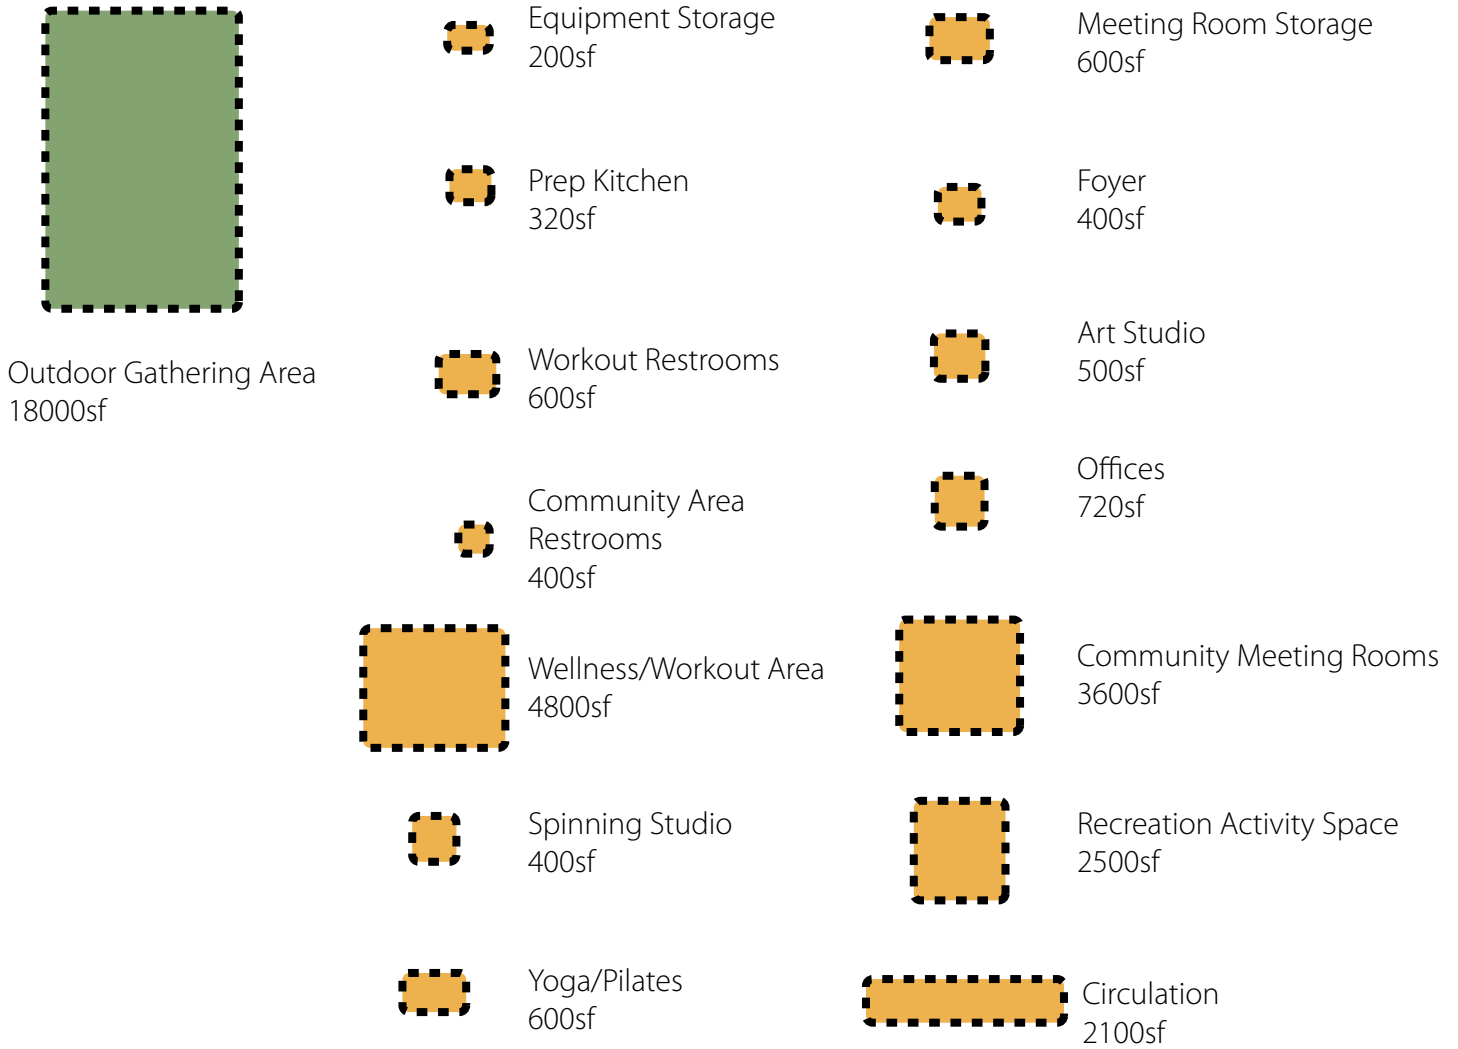 Outdoor Gathering Area
18000sf
Equipment Storage
200sf
Prep Kitchen
320sf
Workout Restrooms
600sf
Community Area
Restrooms
400sf
Wellness/Workout Area
4800sf
Spinning Studio
400sf
Yoga/Pilates
600sf
Meeting Room Storage
600sf
Foyer
400sf
Art Studio
500sf
Offices
720sf
Community Meeting Rooms
3600sf
Recreation Activity Space
2500sf
Circulation
2100sf